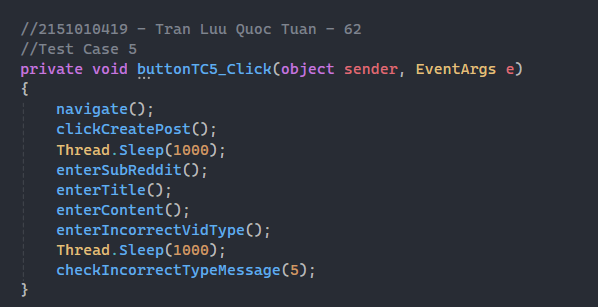 //2151010419 - Tran Luu Quoc Tuan - 62
//Test Case 5
private void buttonTC5_Click(object sender, EventArgs e)
{
    navigate();
    clickCreatePost();
    Thread.Sleep(1000);
    enterSubReddit();
    enterTitle();
    enterContent();
    enterIncorrectVidType();
    Thread.Sleep(1000);
    checkIncorrectTypeMessage(5);
}